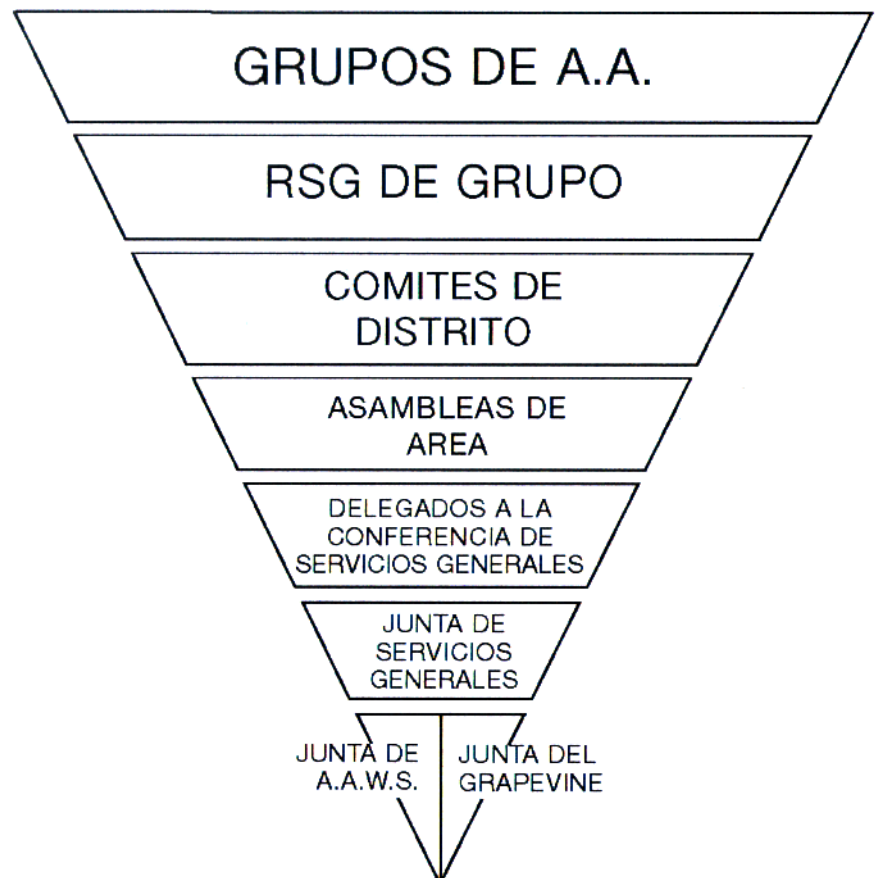 GRUPOS DE A.A.
RSG DE GRUPO
COMITES DE
DISTRITO
ASAMBLEAS DE
AREA
DELEGADOS A LA
CONFERENCIA DE
SERVICIOS GENERALES
JUNTA DE
SERVICIOS
GENERALES
JUNTA DE
A.A.W.S.
JUNTA DEL
GRAPEVINE